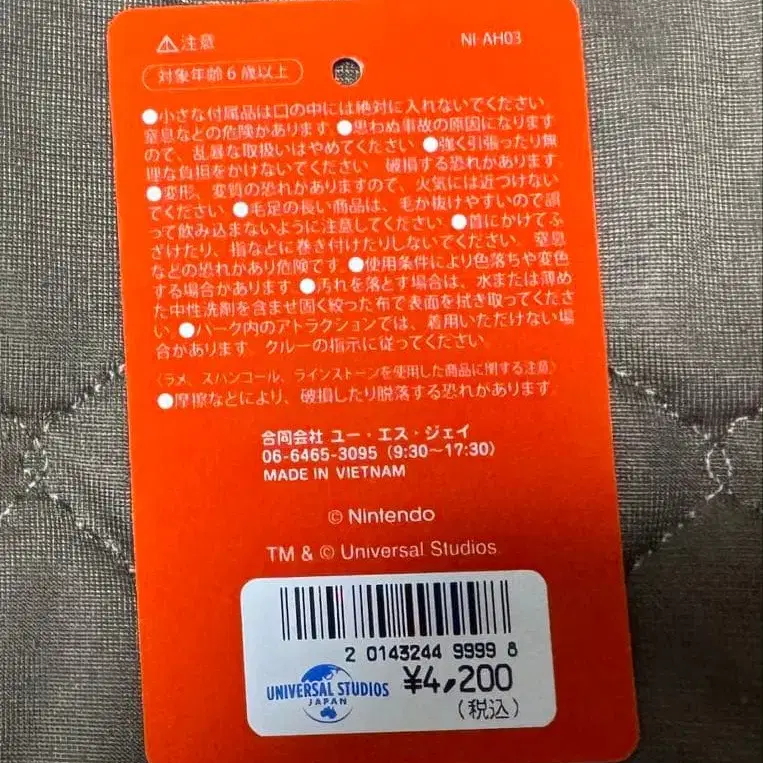 ⚠注意
NI-AH03
対象年齢6歳以上
●小さな付属品は口の中には絶対に入れないでください。
窒息などの危険があります。●思わぬ事故の原因になります
ので、乱暴な取扱いはやめてください。●強く引張ったり無
理な負担をかけないでください。破損する恐れがあります。
●変形、変質の恐れがありますので、火気には近づけない
でください。●毛足の長い商品は、毛が抜けやすいので誤
って飲み込まないように注意してください。●首にかけてふ
ざけたり、指などに巻き付けたりしないでください。窒息
などの恐れがあり危険です。●使用条件により色落ちや変色
する場合があります。●汚れを落とす場合は、水または薄め
た中性洗剤を含ませ固く絞った布で表面を拭き取ってくださ
い。●パーク内のアトラクションでは、着用いただけない場
合があります。クルーの指示に従ってください。
〈ラメ、スパンコール、ラインストーンを使用した商品に関する注意〉
●摩擦などにより、破損したり脱落する恐れがあります。
合同会社 ユー・エス・ジェイ
06-6465-3095（9:30〜17:30）
MADE IN VIETNAM
© Nintendo
TM & © Universal Studios
2 0143244 9999 8
UNIVERSAL STUDIOS
JAPAN
¥4,200
(税込)